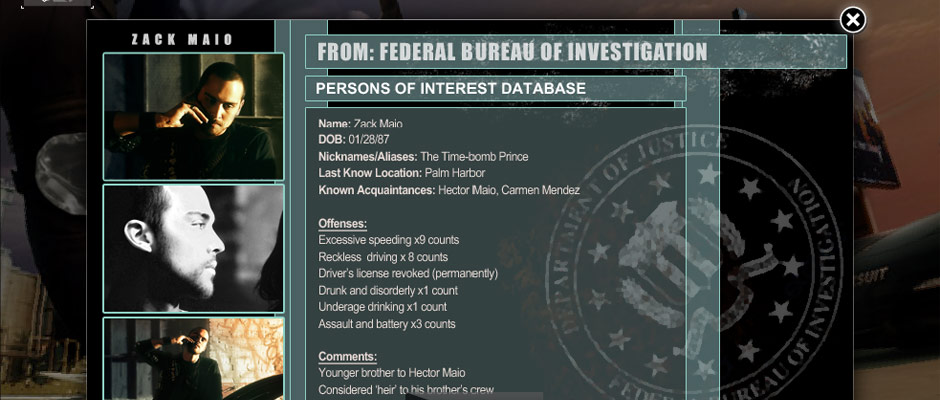 ZACK MAIO
FROM: FEDERAL BUREAU OF INVESTIGATION
PERSONS OF INTEREST DATABASE
Name: Zack Maio
DOB: 01/28/87
Nicknames/Aliases: The Time-bomb Prince
Last Know Location: Palm Harbor
Known Acquaintances: Hector Maio, Carmen Mendez
Offenses:
Excessive speeding x9 counts
Reckless driving x 8 counts
Driver's license revoked (permanently)
Drunk and disorderly x1 count
Underage drinking x1 count
Assault and battery x3 counts
Comments:
Younger brother to Hector Maio
Considered 'heir' to his brother's crew
DEPARTMENT OF JUSTICE
FEDERAL BUREAU OF INVESTIGATION
SUIT